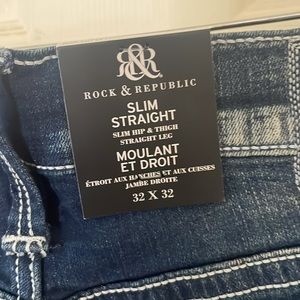 R&R
ROCK & REPUBLIC
SLIM
STRAIGHT
SLIM HIP & THIGH
STRAIGHT LEG
MOULANT
ET DROIT
ÉTROIT AUX HANCHES ET AUX CUISSES
JAMBE DROITE
32 X 32